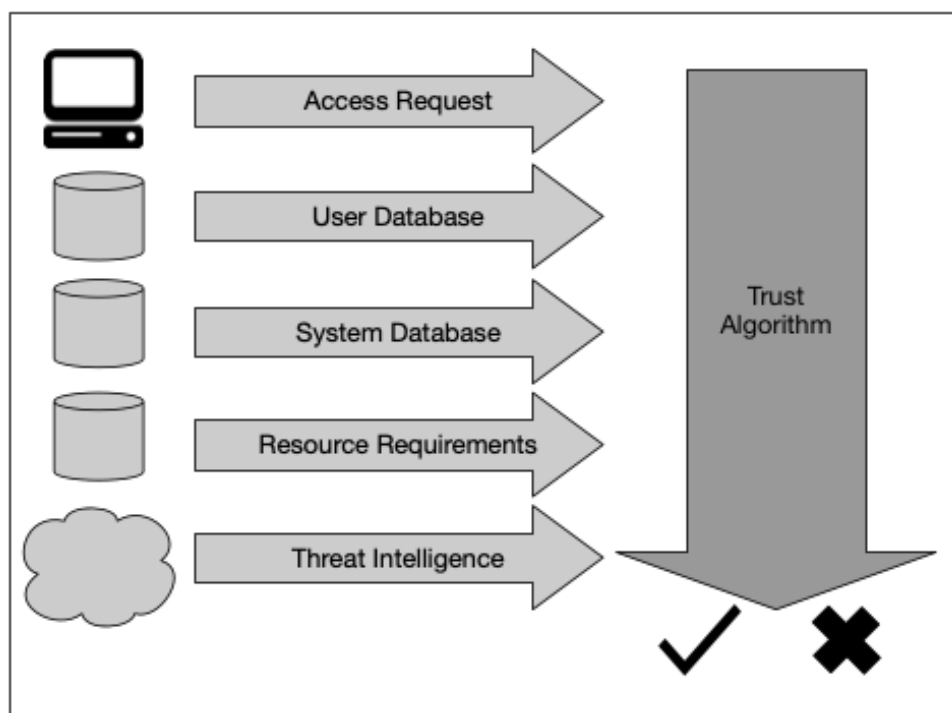 Access Request
User Database
System Database
Resource Requirements
Threat Intelligence
Trust
Algorithm